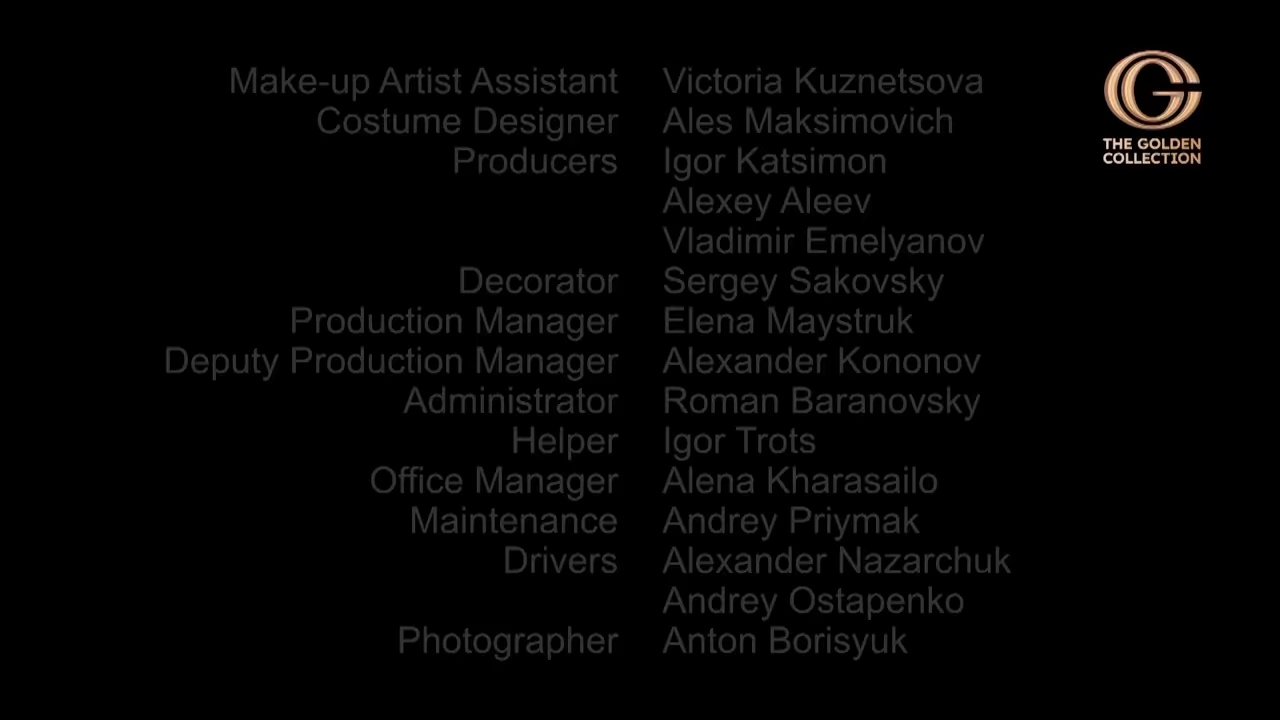 Make-up Artist Assistant Victoria Kuznetsova
Costume Designer Ales Maksimovich
Producers Igor Katsimon
Alexey Aleev
Vladimir Emelyanov
Decorator Sergey Sakovsky
Production Manager Elena Maystruk
Deputy Production Manager Alexander Kononov
Administrator Roman Baranovsky
Helper Igor Trots
Office Manager Alena Kharasailo
Maintenance Andrey Priymak
Drivers Alexander Nazarchuk
Andrey Ostapenko
Photographer Anton Borisyuk
THE GOLDEN
COLLECTION